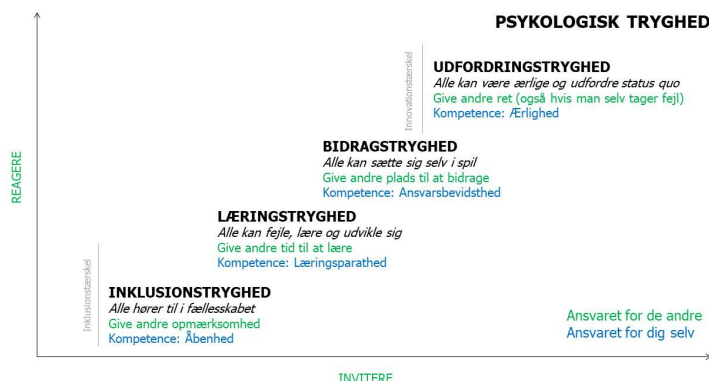 PSYKOLOGISK TRYGHED
Innovationstærskel
UDFORDRINGSTRYGHED
Alle kan være ærlige og udfordre status quo
Give andre ret (også hvis man selv tager fejl)
Kompetence: Ærlighed
BIDRAGSTRYGHED
Alle kan sætte sig selv i spil
Give andre plads til at bidrage
Kompetence: Ansvarsbevidsthed
REAGERE
LÆRINGSTRYGHED
Alle kan fejle, lære og udvikle sig
Give andre tid til at lære
Kompetence: Læringsparathed
Inklusionstærskel
INKLUSIONSTRYGHED
Alle hører til i fællesskabet
Give andre opmærksomhed
Kompetence: Åbenhed
Ansvaret for de andre
Ansvaret for dig selv
INVITERE